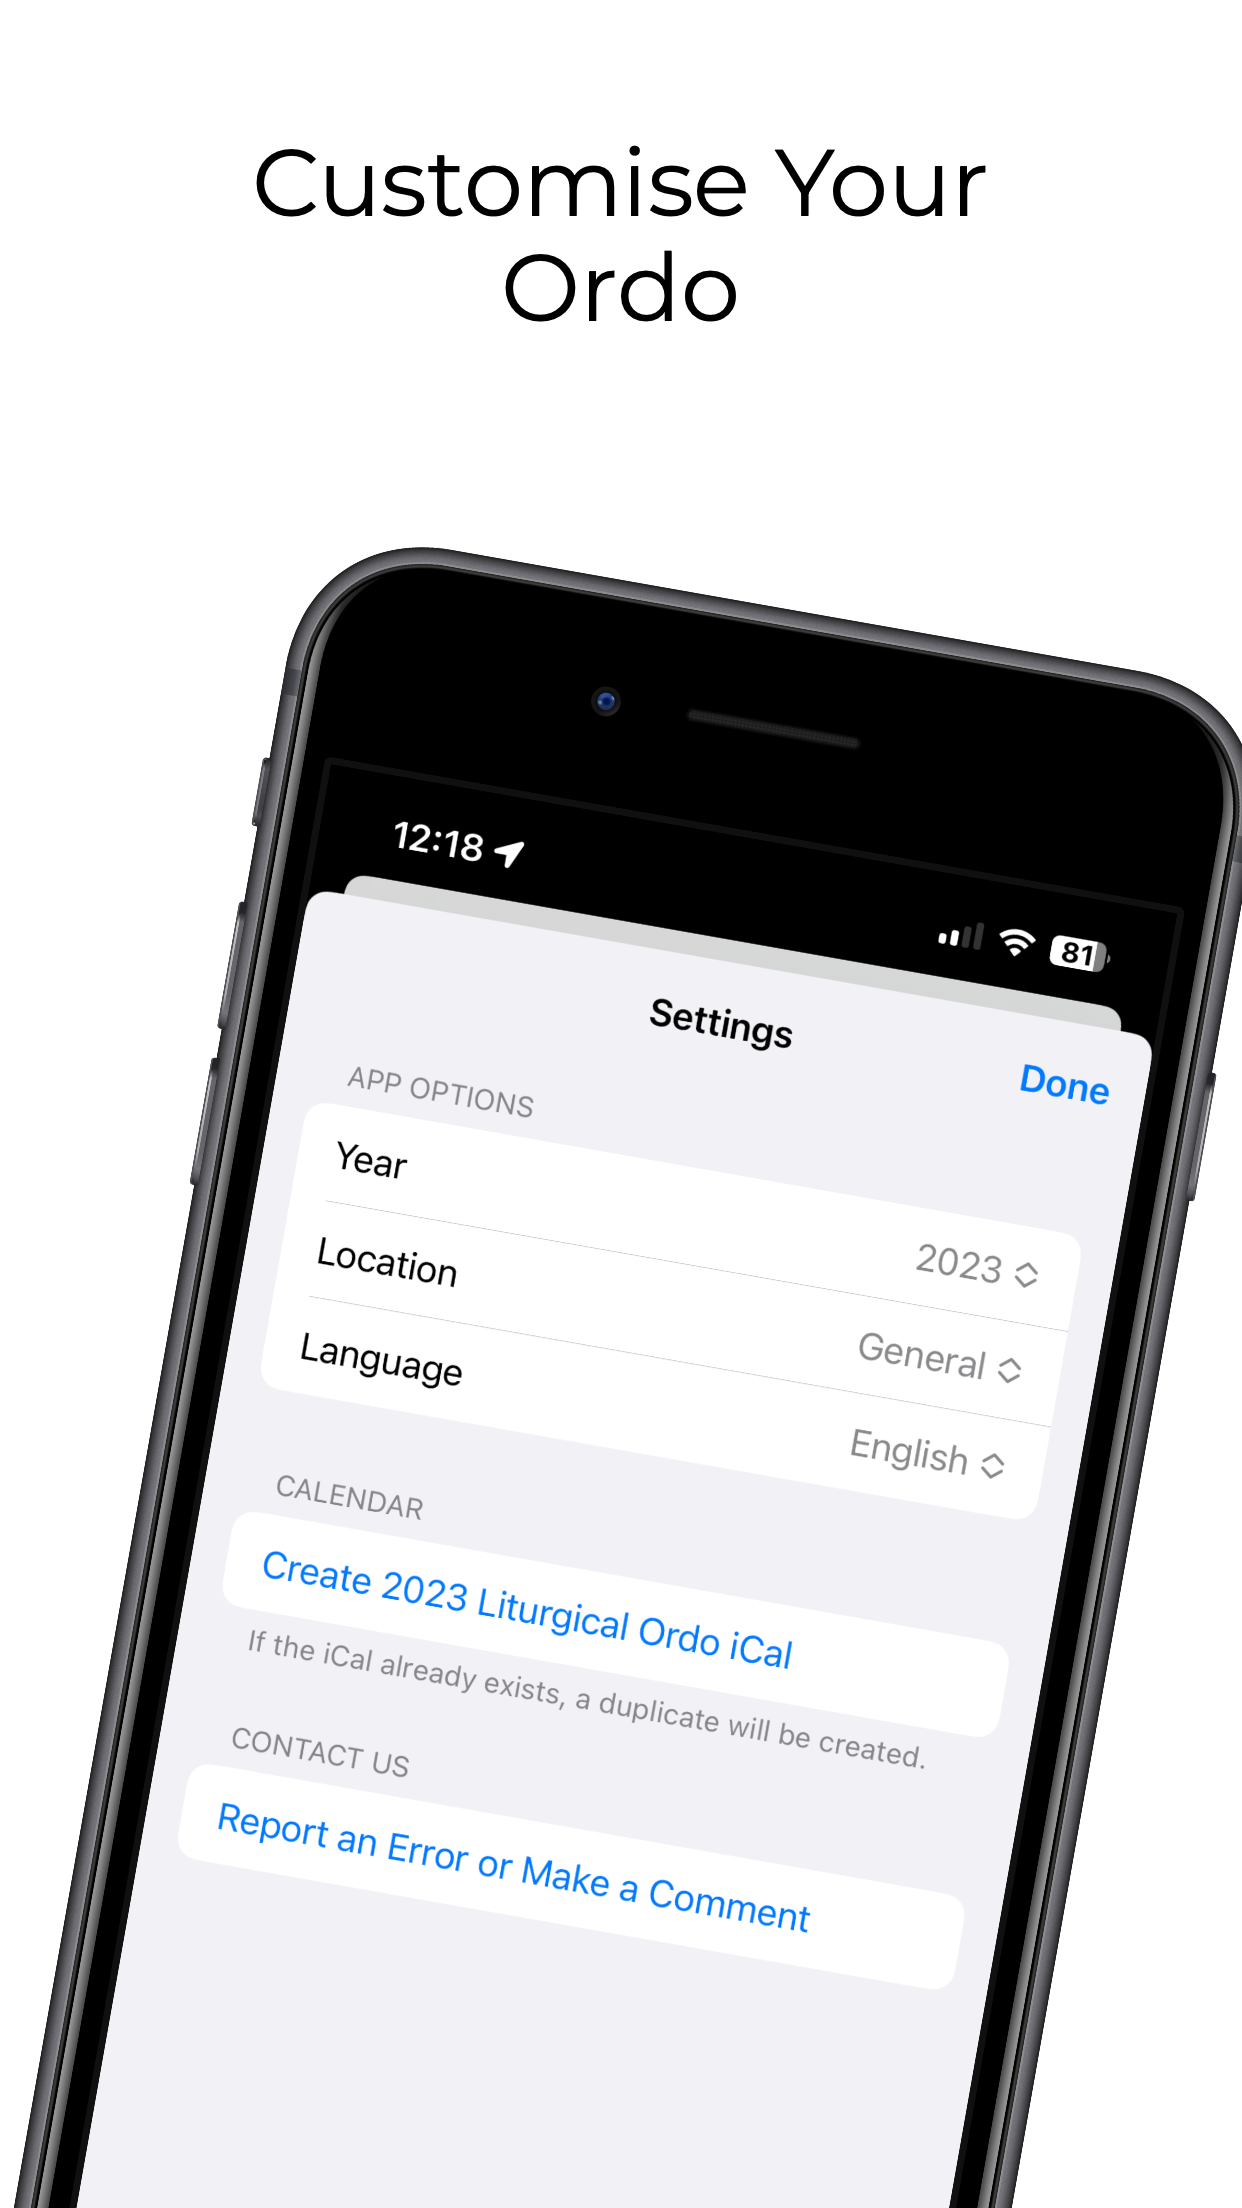 Customise Your
Ordo
12:18
81
Settings
Done
APP OPTIONS
Year
2023
Location
General
Language
English
CALENDAR
Create 2023 Liturgical Ordo iCal
If the iCal already exists, a duplicate will be created.
CONTACT US
Report an Error or Make a Comment